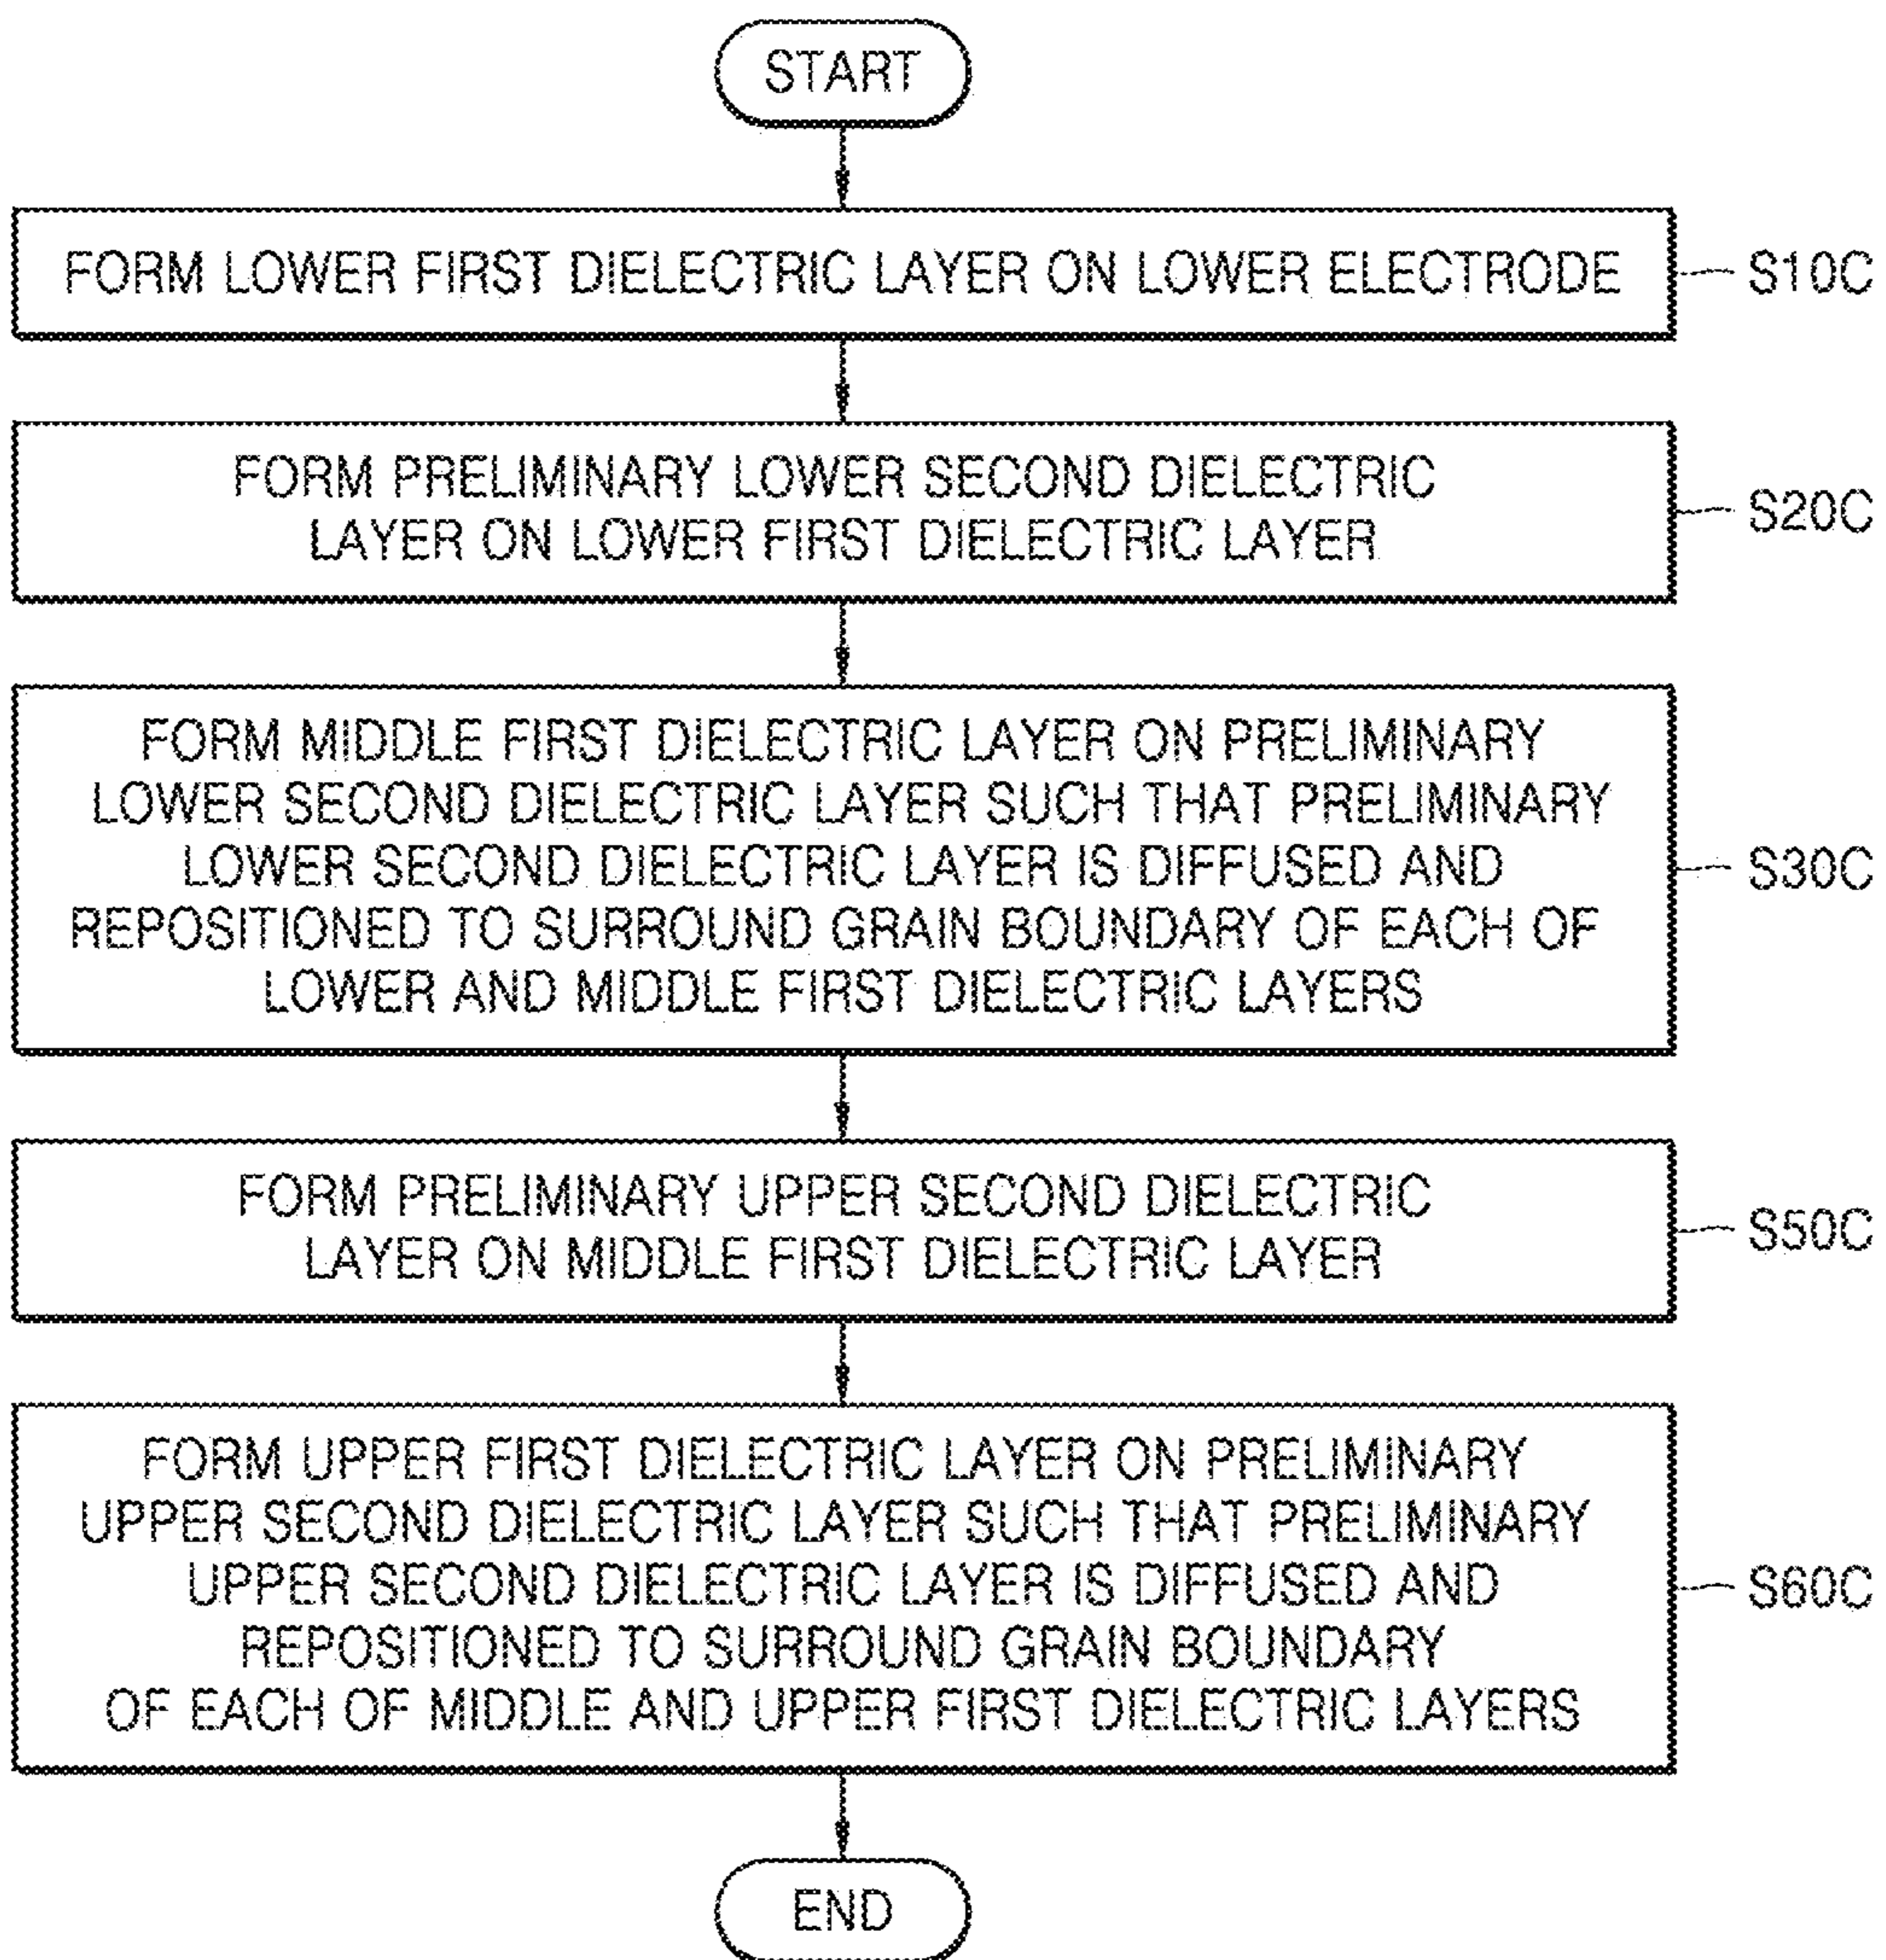 START
FORM LOWER FIRST DIELECTRIC LAYER ON LOWER ELECTRODE
S10C
FORM PRELIMINARY LOWER SECOND DIELECTRIC
LAYER ON LOWER FIRST DIELECTRIC LAYER
S20C
FORM MIDDLE FIRST DIELECTRIC LAYER ON PRELIMINARY
LOWER SECOND DIELECTRIC LAYER SUCH THAT PRELIMINARY
LOWER SECOND DIELECTRIC LAYER IS DIFFUSED AND
REPOSITIONED TO SURROUND GRAIN BOUNDARY OF EACH OF
LOWER AND MIDDLE FIRST DIELECTRIC LAYERS
S30C
FORM PRELIMINARY UPPER SECOND DIELECTRIC
LAYER ON MIDDLE FIRST DIELECTRIC LAYER
S50C
FORM UPPER FIRST DIELECTRIC LAYER ON PRELIMINARY
UPPER SECOND DIELECTRIC LAYER SUCH THAT PRELIMINARY
UPPER SECOND DIELECTRIC LAYER IS DIFFUSED AND
REPOSITIONED TO SURROUND GRAIN BOUNDARY
OF EACH OF MIDDLE AND UPPER FIRST DIELECTRIC LAYERS
S60C
END